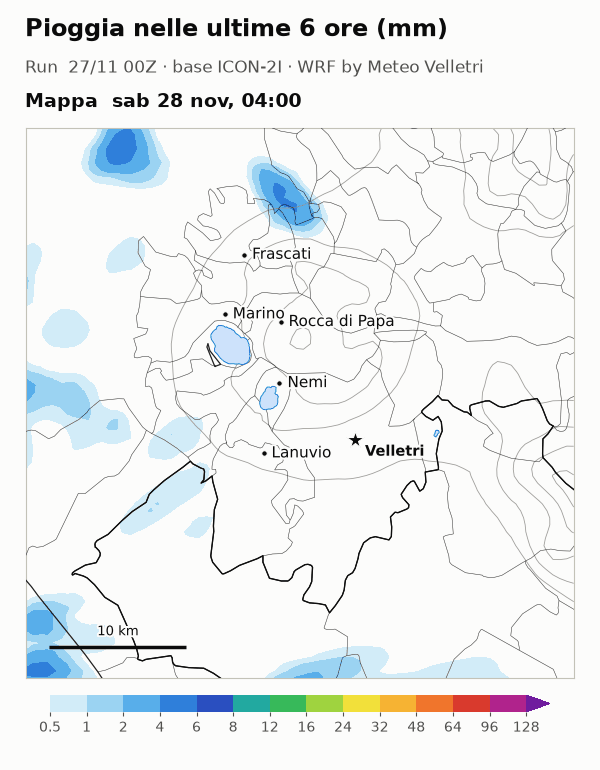 Pioggia nelle ultime 6 ore (mm)
Run  27/11 00Z · base ICON-2I · WRF by Meteo Velletri
Mappa  sab 28 nov, 04:00
Frascati
Marino
Rocca di Papa
Nemi
Velletri
Lanuvio
10 km
0.5 1 2 4 6 8 12 16 24 32 48 64 96 128